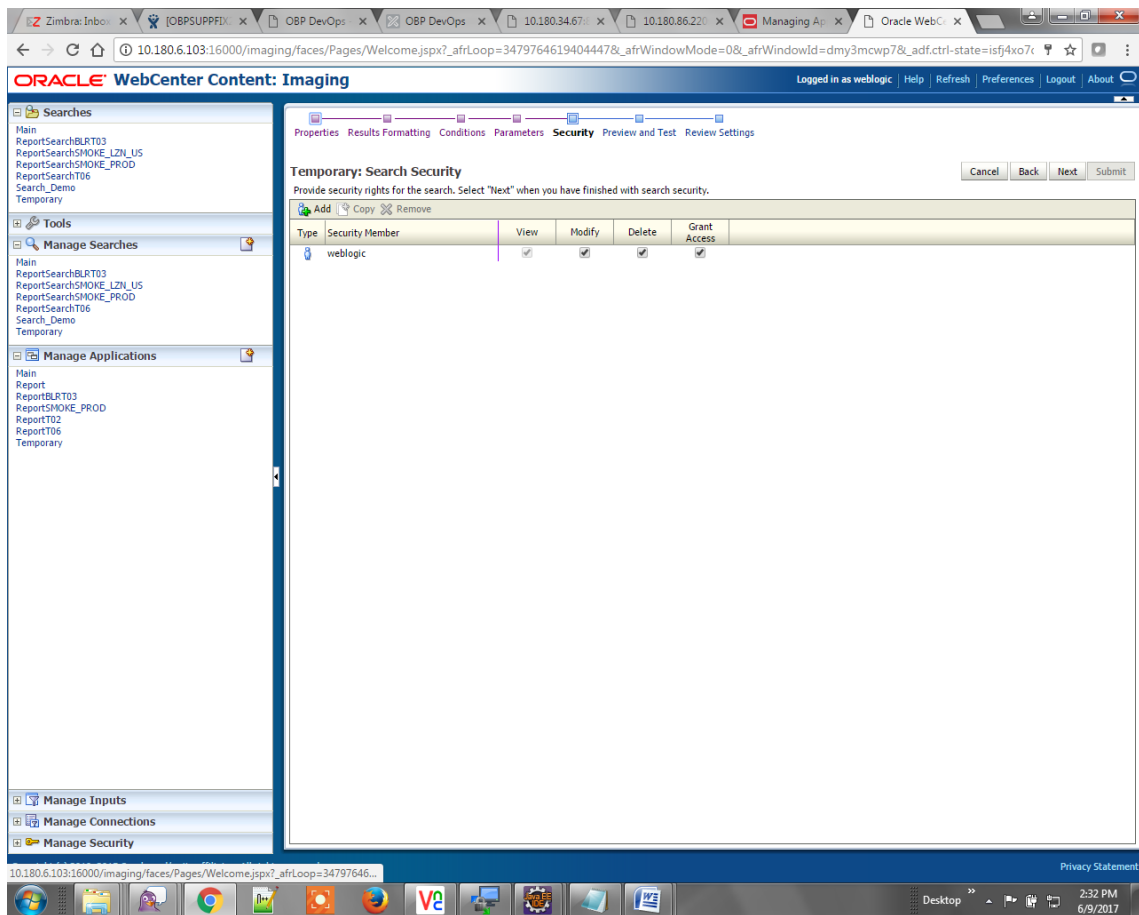 Zimbra: Inbox
[OBPSUPPFIX
OBP DevOps
OBP DevOps
10.180.34.67:
10.180.86.220
Managing Ap
Oracle WebCe
10.180.6.103:16000/imaging/faces/Pages/Welcome.jspx?_afrLoop=3479764619404447&_afrWindowMode=0&_afrWindowId=dmy3mcwp7&_adf.ctrl-state=isfj4xo7c
ORACLE WebCenter Content: Imaging
Logged in as weblogic | Help | Refresh | Preferences | Logout | About
Searches
Main
ReportSearchBLRT03
ReportSearchSMOKE_LZN_US
ReportSearchSMOKE_PROD
ReportSearchT06
Search_Demo
Temporary
Tools
Manage Searches
Main
ReportSearchBLRT03
ReportSearchSMOKE_LZN_US
ReportSearchSMOKE_PROD
ReportSearchT06
Search_Demo
Temporary
Manage Applications
Main
Report
ReportBLRT03
ReportSMOKE_PROD
ReportT02
ReportT06
Temporary
Manage Inputs
Manage Connections
Manage Security
Properties Results Formatting Conditions Parameters Security Preview and Test Review Settings
Temporary: Search Security
Cancel Back Next Submit
Provide security rights for the search. Select "Next" when you have finished with search security.
Add Copy Remove
Type Security Member View Modify Delete Grant Access
weblogic
Privacy Statement
10.180.6.103:16000/imaging/faces/Pages/Welcome.jspx?_afrLoop=34797646...
Desktop
2:32 PM
6/9/2017